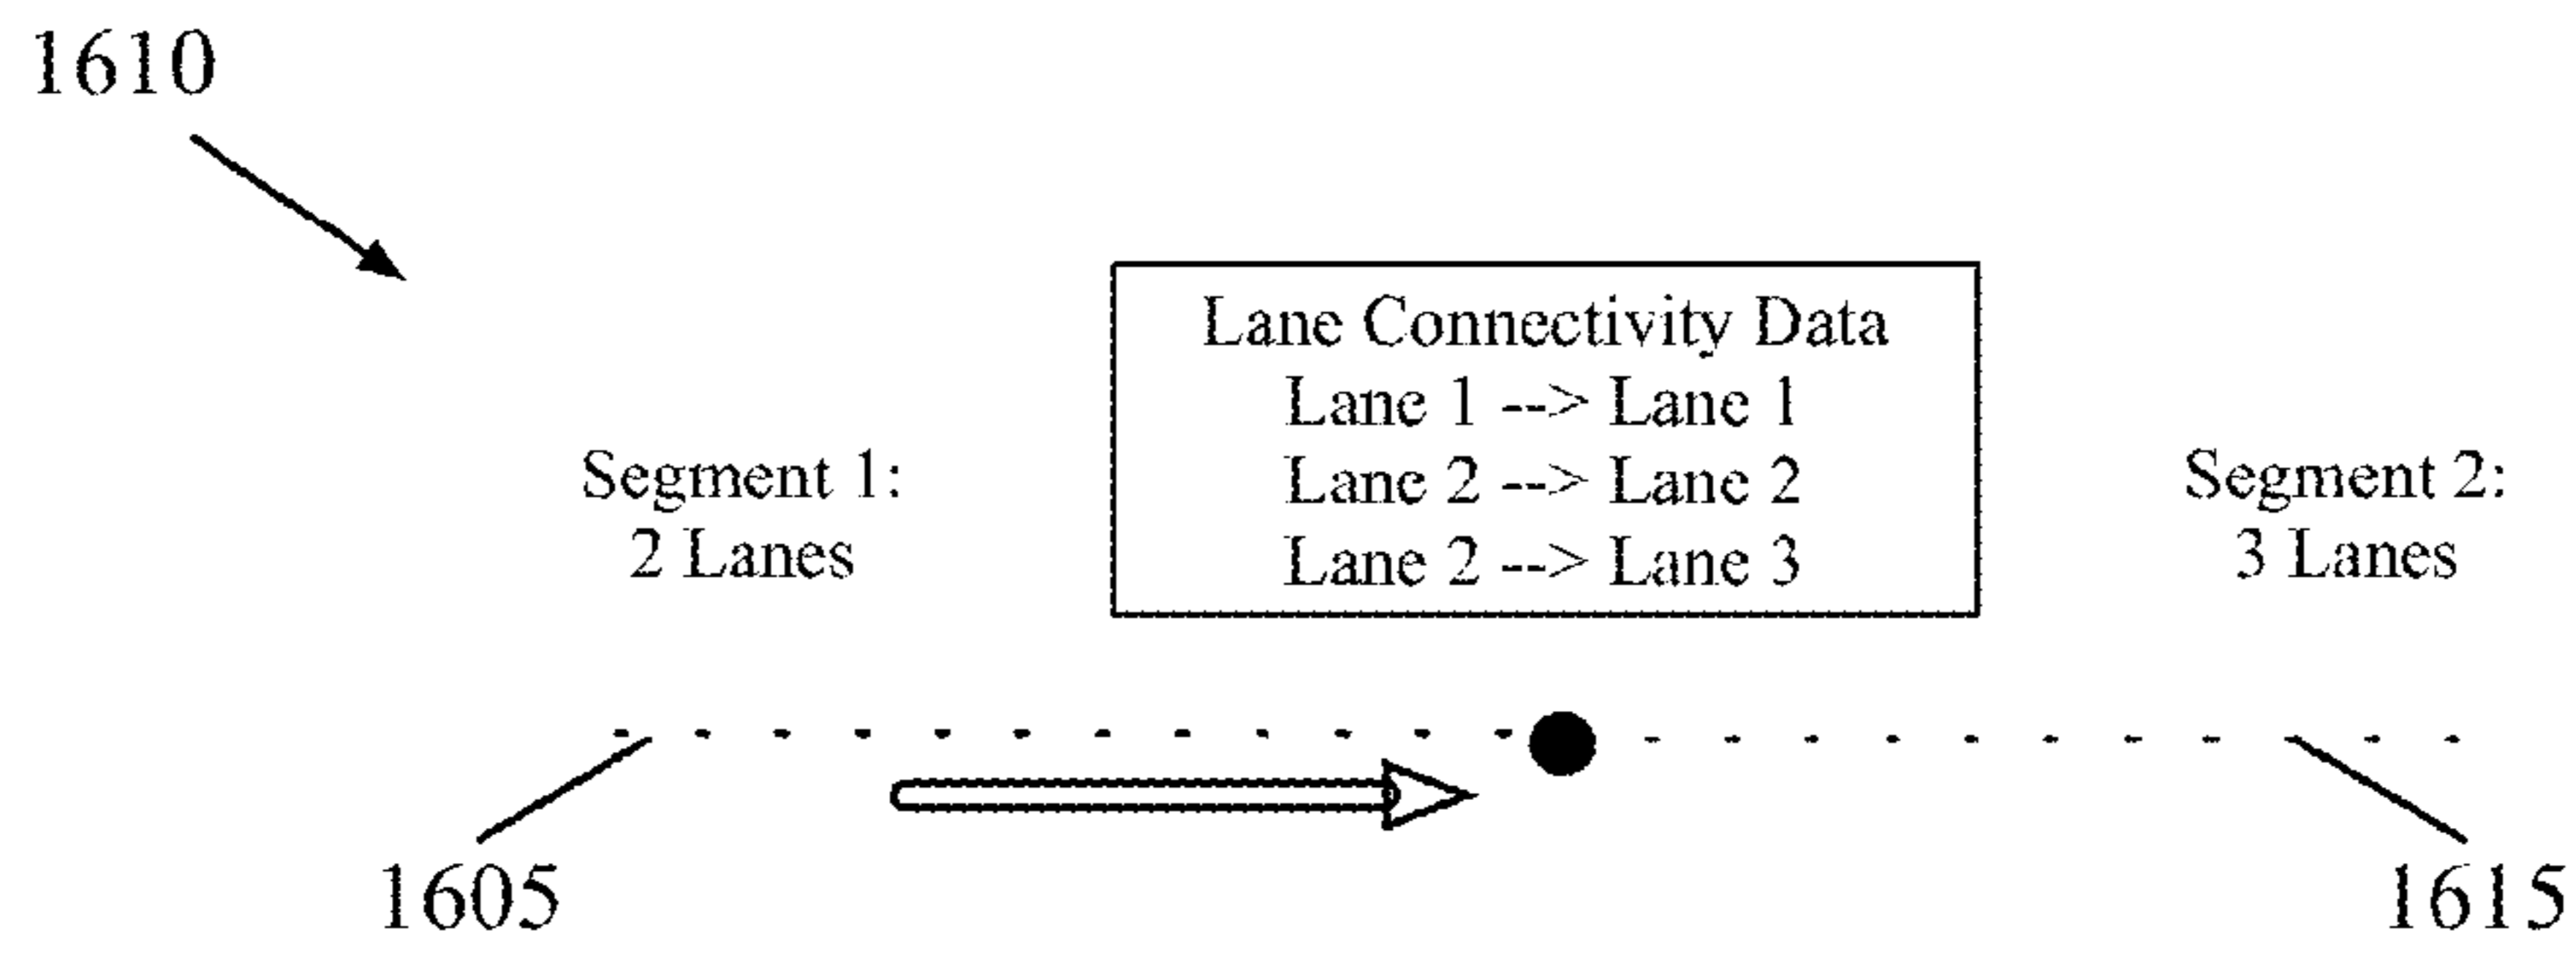 1610
Lane Connectivity Data
Lane 1 --> Lane 1
Lane 2 --> Lane 2
Lane 2 --> Lane 3
Segment 1:
2 Lanes
Segment 2:
3 Lanes
1605
1615